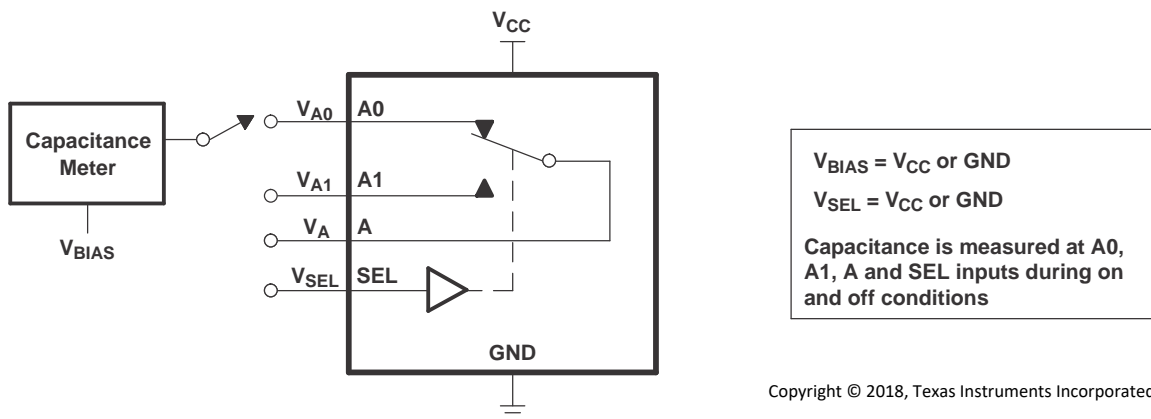 VCC
Capacitance
Meter
VBIAS
VA0 A0
VA1 A1
VA A
VSEL SEL
GND
VBIAS = VCC or GND
VSEL = VCC or GND
Capacitance is measured at A0,
A1, A and SEL inputs during on
and off conditions
Copyright © 2018, Texas Instruments Incorporated